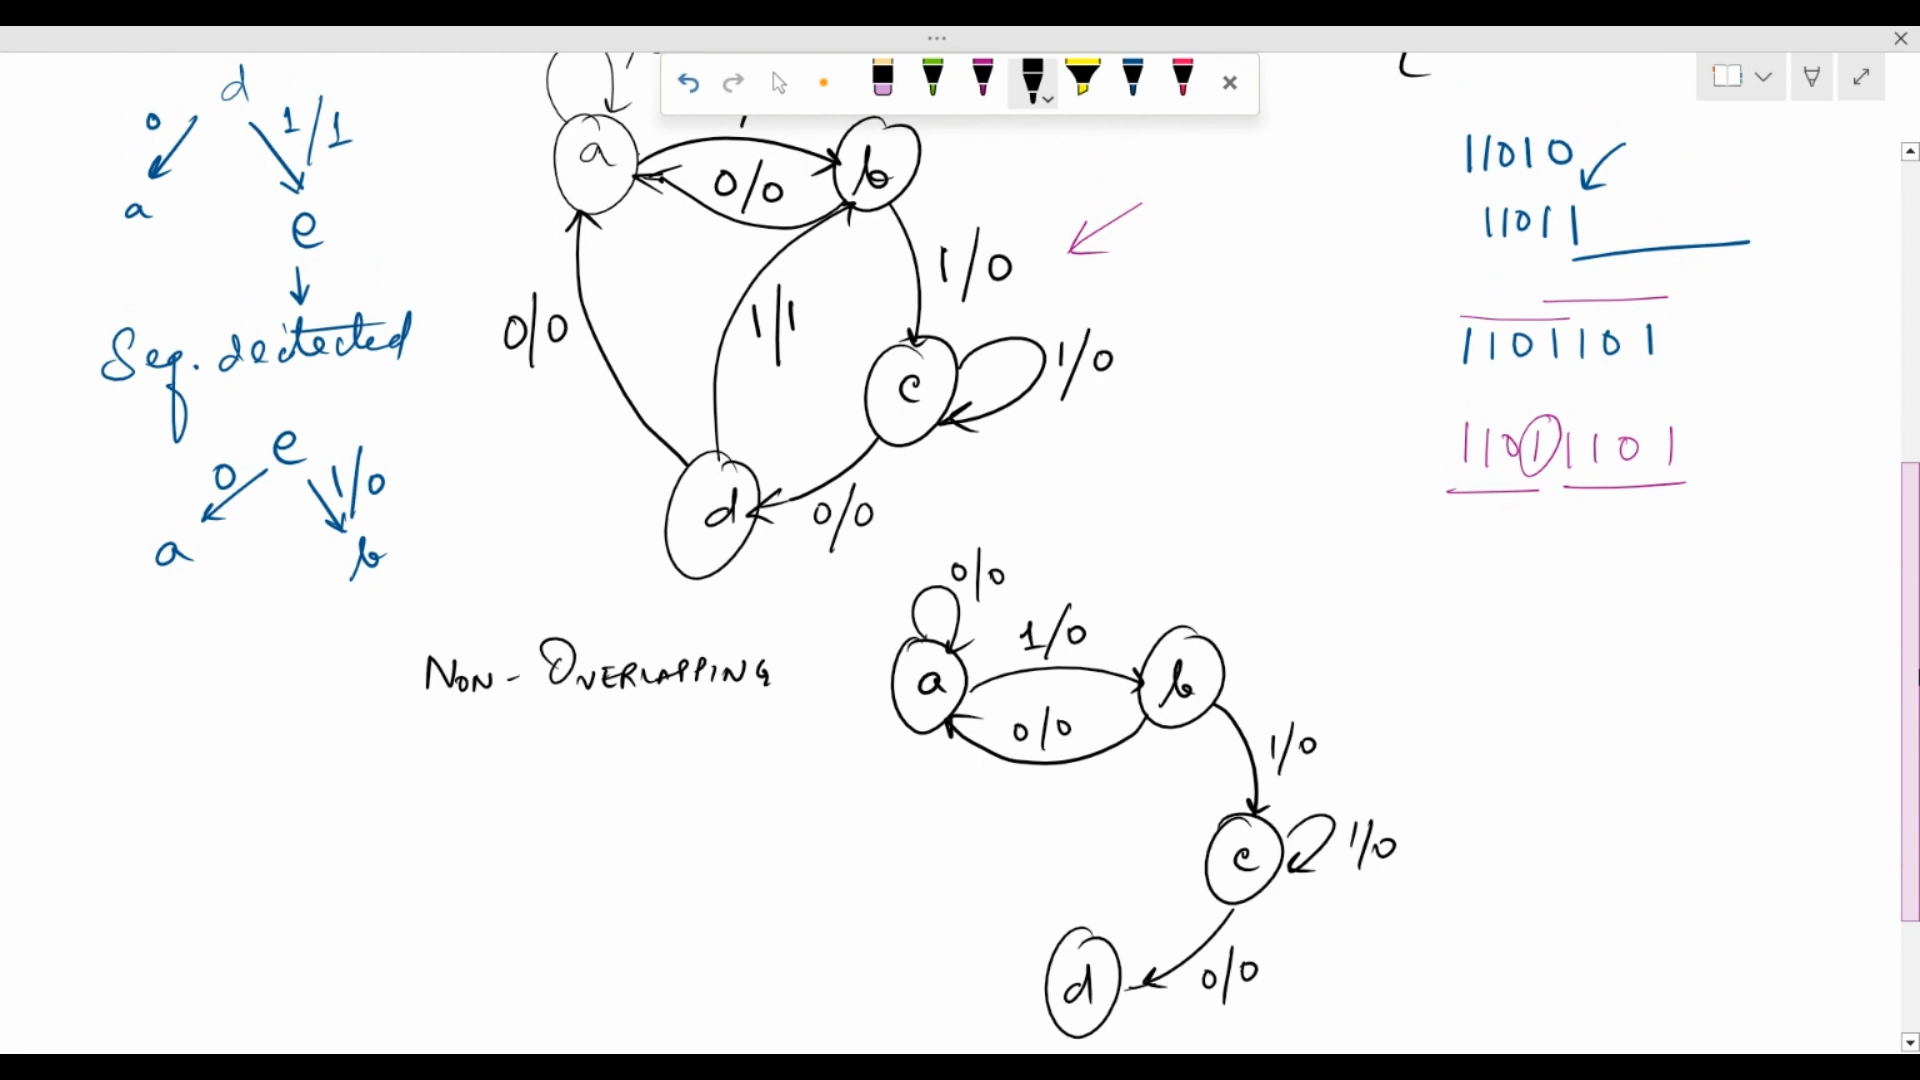 d
0 1/1
a
e
Seq. detected
e
0 1/0
a b
a
b
0/0
1/0
0/0
1/1
c
1/0
d
0/0
11010
11011
1101101
11011101
NON-OVERLAPPING
0/0
a
1/0
b
0/0
1/0
c
1/0
d
0/0